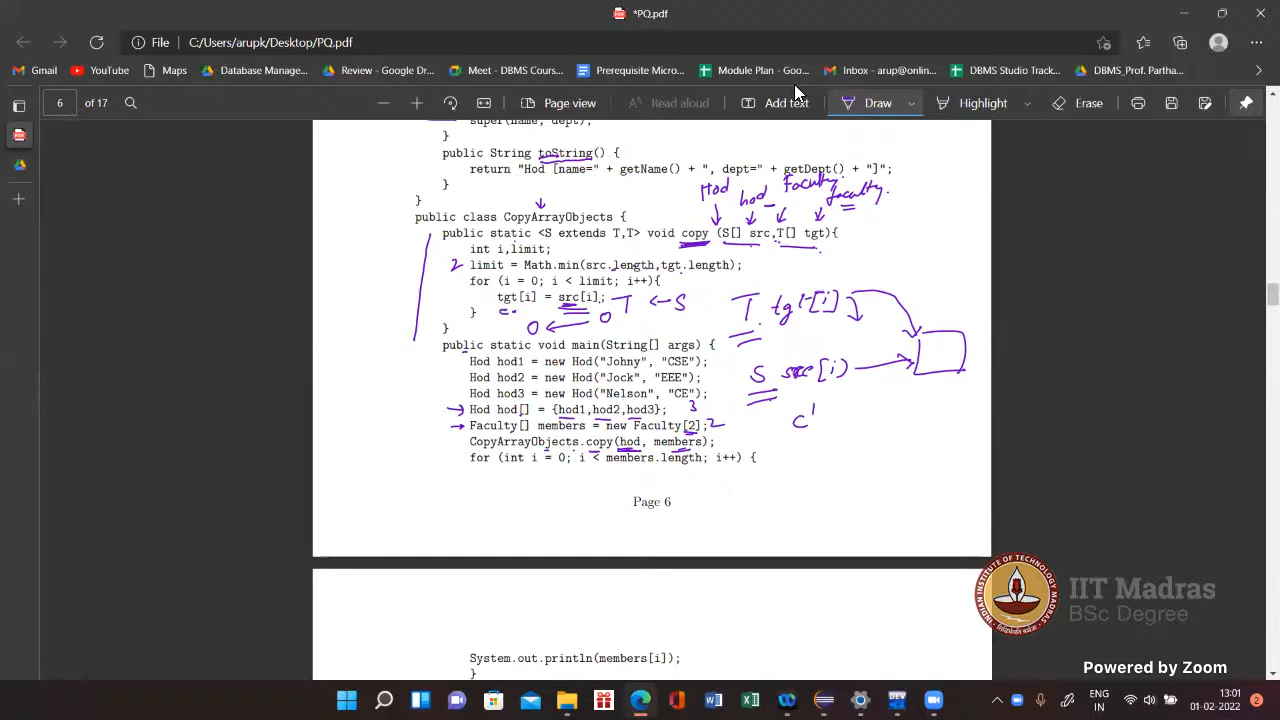 *PQ.pdf
File C:/Users/arupk/Desktop/PQ.pdf
Gmail YouTube Maps Database Manage... Review - Google Dr... Meet - DBMS Cours... Prerequisite Micro... Module Plan - Goo... Inbox - arup@onlin... DBMS Studio Track... DBMS_Prof. Partha...
6 of 17 Page view Read aloud Add text Draw Highlight Erase
super(name, dept);
}
public String toString() {
return "Hod [name=" + getName() + ", dept=" + getDept() + "]";
}
}
Hod hod Faculty faculty.
public class CopyArrayObjects {
public static <S extends T,T> void copy (S[] src,T[] tgt){
int i,limit;
2 limit = Math.min(src.length,tgt.length);
for (i = 0; i < limit; i++){
tgt[i] = src[i]; T ← S T tgt[i]
}
O ← O
}
public static void main(String[] args) {
Hod hod1 = new Hod("Johny", "CSE");
Hod hod2 = new Hod("Jock", "EEE"); S src[i]
Hod hod3 = new Hod("Nelson", "CE");
Hod hod[] = {hod1,hod2,hod3}; 3
Faculty[] members = new Faculty[2]; 2
CopyArrayObjects.copy(hod, members);
for (int i = 0; i < members.length; i++) {
Page 6
IIT Madras
BSc Degree
System.out.println(members[i]);
}
Powered by Zoom
ENG
IN
13:01
01-02-2022